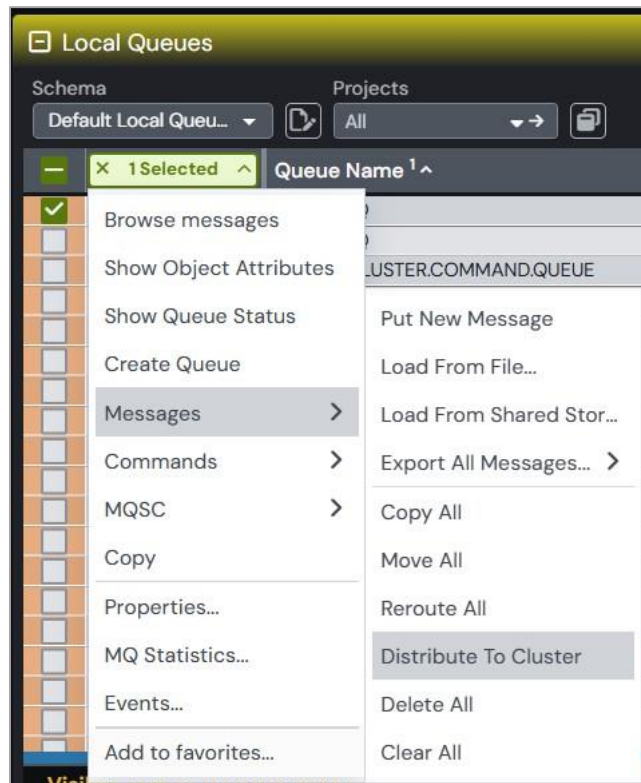 Local Queues
Schema
Projects
Default Local Queu...
All
1 Selected
Queue Name 1
Browse messages
Show Object Attributes
LUSTER.COMMAND.QUEUE
Show Queue Status
Put New Message
Create Queue
Load From File...
Messages
Load From Shared Stor...
Commands
Export All Messages...
MQSC
Copy All
Copy
Move All
Properties...
Reroute All
MQ Statistics...
Distribute To Cluster
Events...
Delete All
Add to favorites...
Clear All